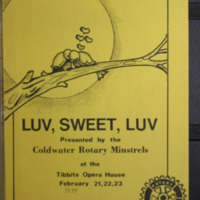 LUV, SWEET, LUV
Presented by the
Coldwater Rotary Minstrels
at the
Tibbits Opera House
February 21,22,23